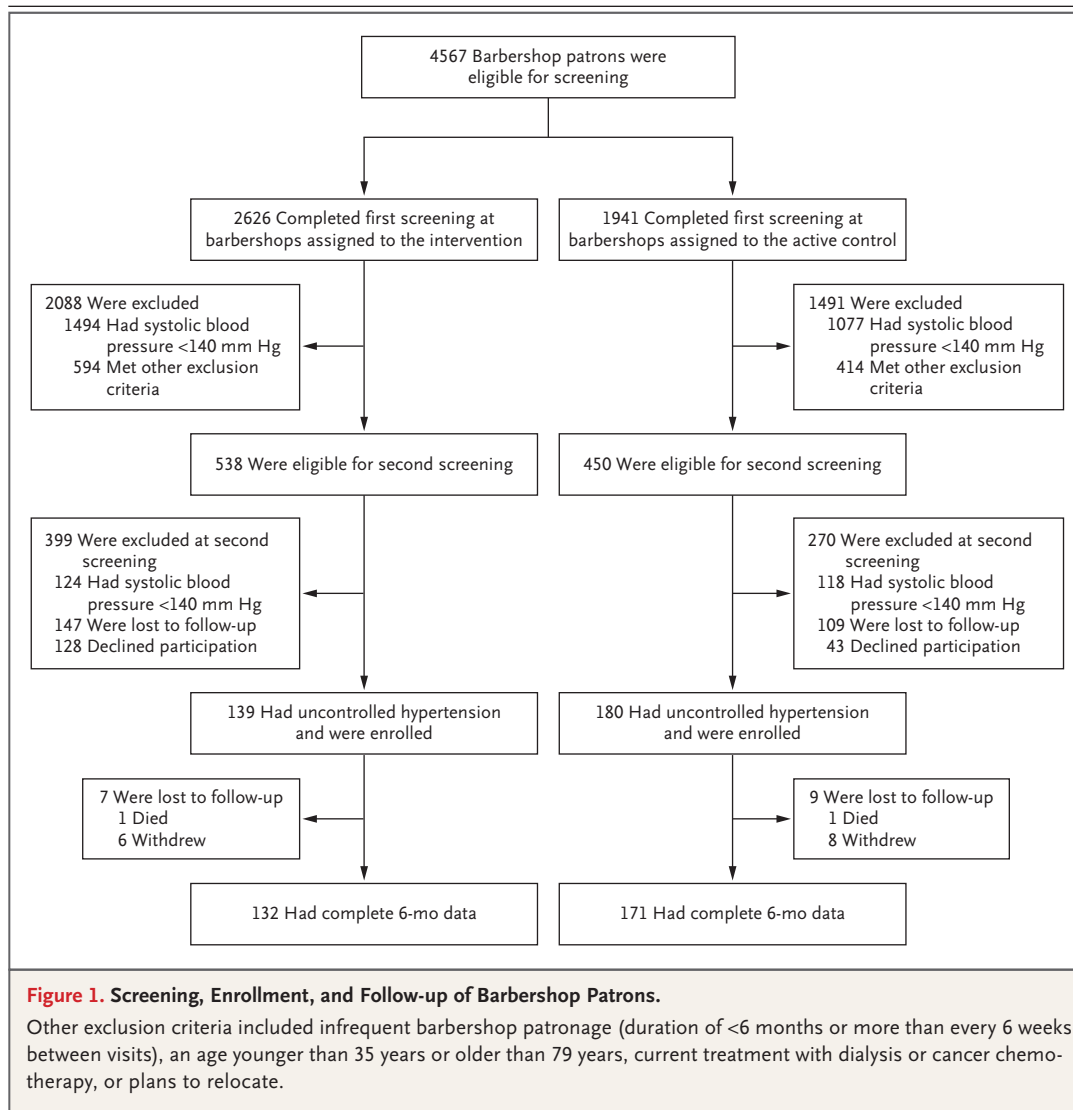 4567 Barbershop patrons were
eligible for screening
2626 Completed first screening at
barbershops assigned to the intervention
1941 Completed first screening at
barbershops assigned to the active control
2088 Were excluded
1494 Had systolic blood
pressure <140 mm Hg
594 Met other exclusion
criteria
1491 Were excluded
1077 Had systolic blood
pressure <140 mm Hg
414 Met other exclusion
criteria
538 Were eligible for second screening
450 Were eligible for second screening
399 Were excluded at second
screening
124 Had systolic blood
pressure <140 mm Hg
147 Were lost to follow-up
128 Declined participation
270 Were excluded at second
screening
118 Had systolic blood
pressure <140 mm Hg
109 Were lost to follow-up
43 Declined participation
139 Had uncontrolled hypertension
and were enrolled
180 Had uncontrolled hypertension
and were enrolled
7 Were lost to follow-up
1 Died
6 Withdrew
9 Were lost to follow-up
1 Died
8 Withdrew
132 Had complete 6-mo data
171 Had complete 6-mo data
Figure 1. Screening, Enrollment, and Follow-up of Barbershop Patrons.
Other exclusion criteria included infrequent barbershop patronage (duration of <6 months or more than every 6 weeks
between visits), an age younger than 35 years or older than 79 years, current treatment with dialysis or cancer chemo-
therapy, or plans to relocate.